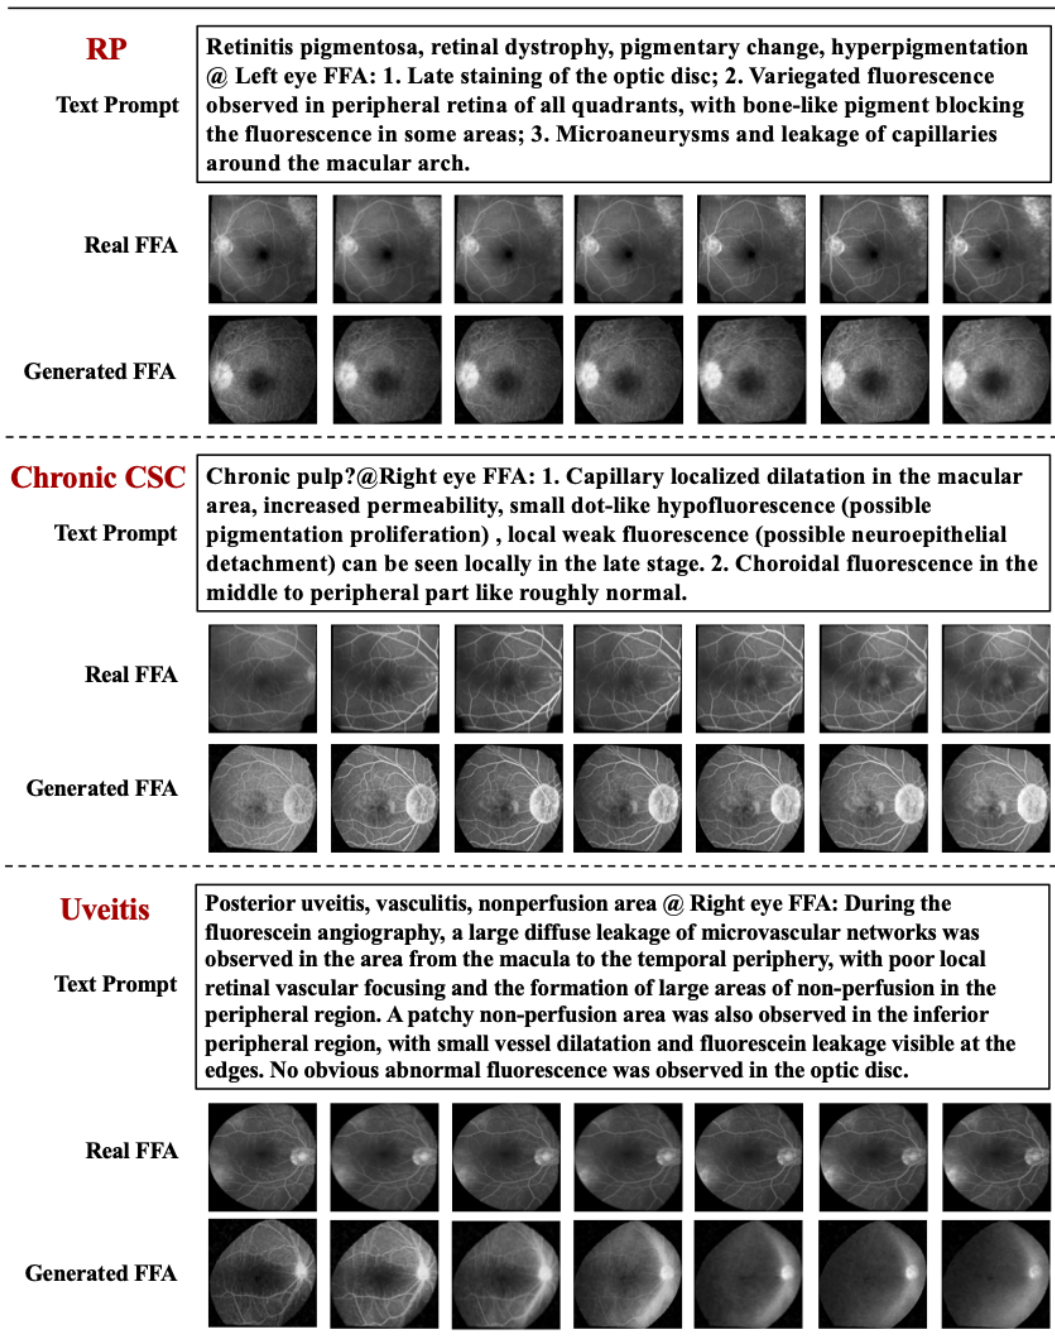 RP
Text Prompt
Retinitis pigmentosa, retinal dystrophy, pigmentary change, hyperpigmentation
@ Left eye FFA: 1. Late staining of the optic disc; 2. Variegated fluorescence
observed in peripheral retina of all quadrants, with bone-like pigment blocking
the fluorescence in some areas; 3. Microaneurysms and leakage of capillaries
around the macular arch.
Real FFA
Generated FFA
Chronic CSC
Text Prompt
Chronic pulp?@Right eye FFA: 1. Capillary localized dilatation in the macular
area, increased permeability, small dot-like hypofluorescence (possible
pigmentation proliferation) , local weak fluorescence (possible neuroepithelial
detachment) can be seen locally in the late stage. 2. Choroidal fluorescence in the
middle to peripheral part like roughly normal.
Real FFA
Generated FFA
Uveitis
Text Prompt
Posterior uveitis, vasculitis, nonperfusion area @ Right eye FFA: During the
fluorescein angiography, a large diffuse leakage of microvascular networks was
observed in the area from the macula to the temporal periphery, with poor local
retinal vascular focusing and the formation of large areas of non-perfusion in the
peripheral region. A patchy non-perfusion area was also observed in the inferior
peripheral region, with small vessel dilatation and fluorescein leakage visible at the
edges. No obvious abnormal fluorescence was observed in the optic disc.
Real FFA
Generated FFA